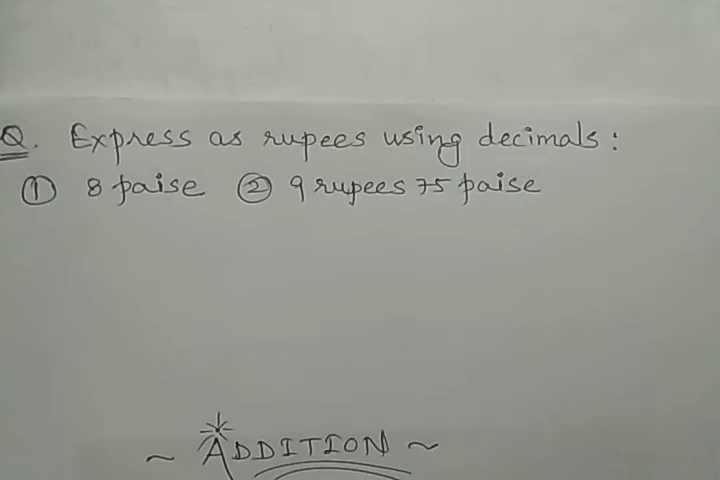 Q. Express as rupees using decimals:
① 8 paise ② 9 rupees 75 paise
~ ADDITION ~